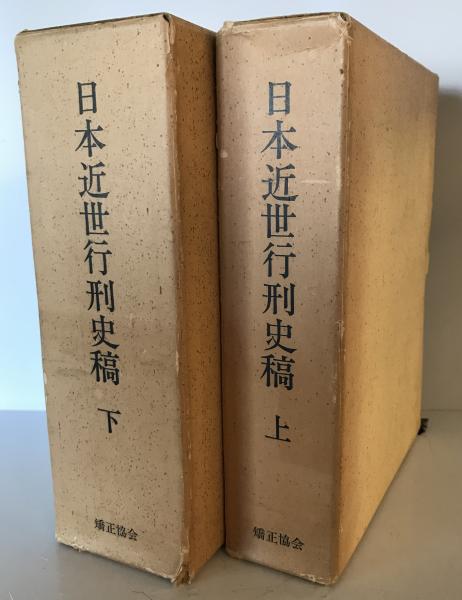 日本近世行刑史稿 上
矯正協会
日本近世行刑史稿 下
矯正協会